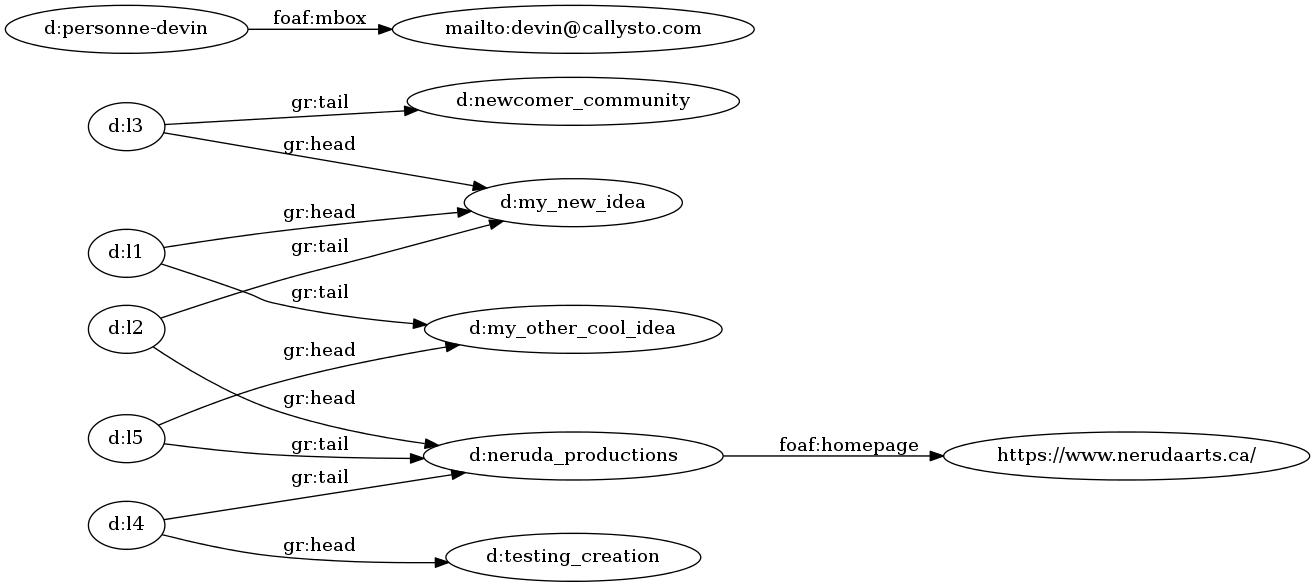 d:personne-devin
foaf:mbox
mailto:devin@callysto.com
d:l3
gr:tail
d:newcomer_community
gr:head
d:my_new_idea
d:l1
gr:head
gr:tail
gr:tail
d:l2
d:my_other_cool_idea
gr:head
gr:head
d:l5
gr:tail
d:neruda_productions
foaf:homepage
https://www.nerudaarts.ca/
gr:tail
d:l4
gr:head
d:testing_creation